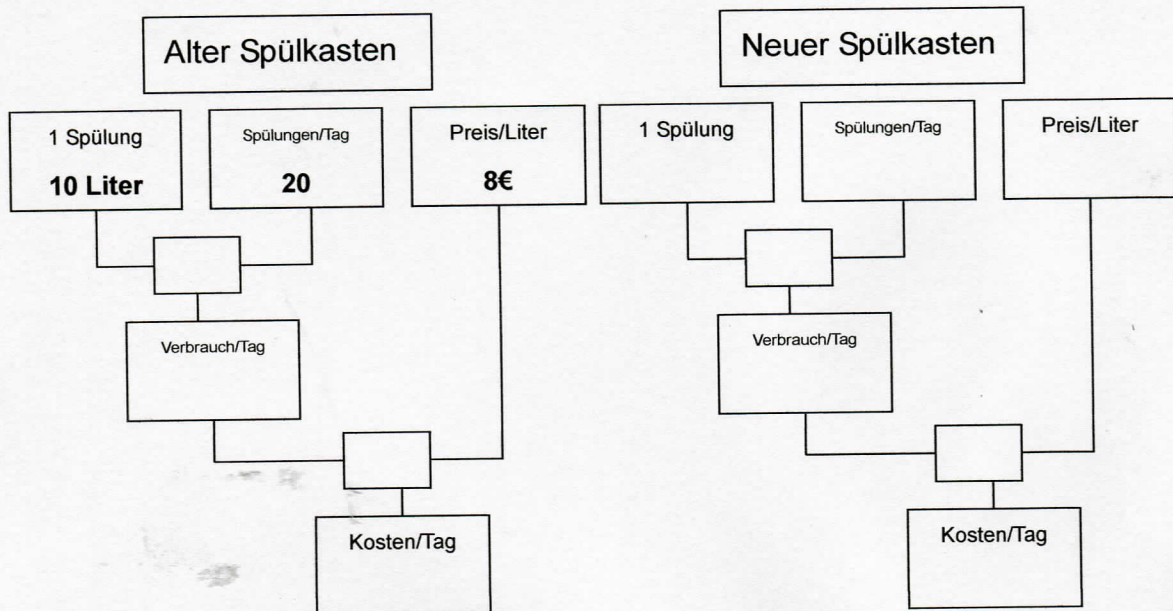 Alter Spülkasten
1 Spülung
10 Liter
Spülungen/Tag
20
Preis/Liter
8€
Verbrauch/Tag
Kosten/Tag
Neuer Spülkasten
1 Spülung
Spülungen/Tag
Preis/Liter
Verbrauch/Tag
Kosten/Tag